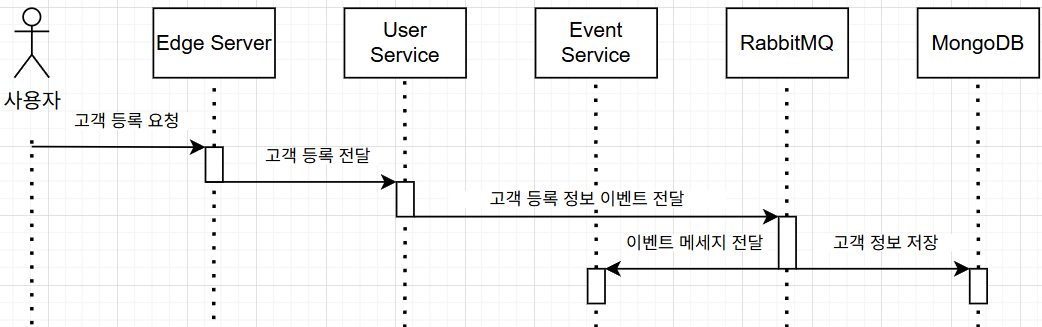 Edge Server
User
Service
Event
Service
RabbitMQ
MongoDB
사용자
고객 등록 요청
고객 등록 전달
고객 등록 정보 이벤트 전달
이벤트 메세지 전달
고객 정보 저장